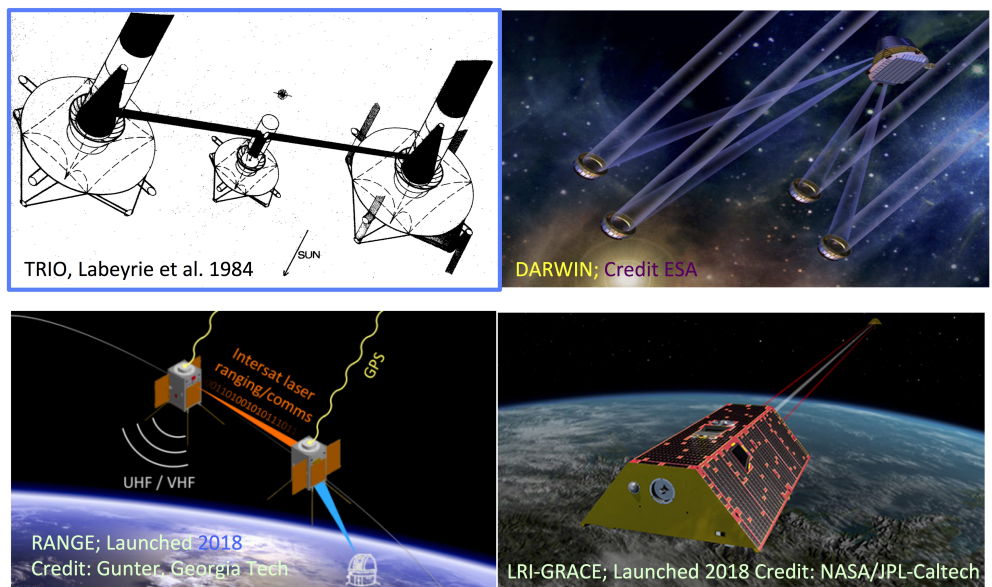 SUN
TRIO, Labeyrie et al. 1984
DARWIN; Credit ESA
Intersat laser
ranging/comms
GPS
UHF / VHF
RANGE; Launched 2018
Credit: Gunter, Georgia Tech
LRI-GRACE; Launched 2018 Credit: NASA/JPL-Caltech